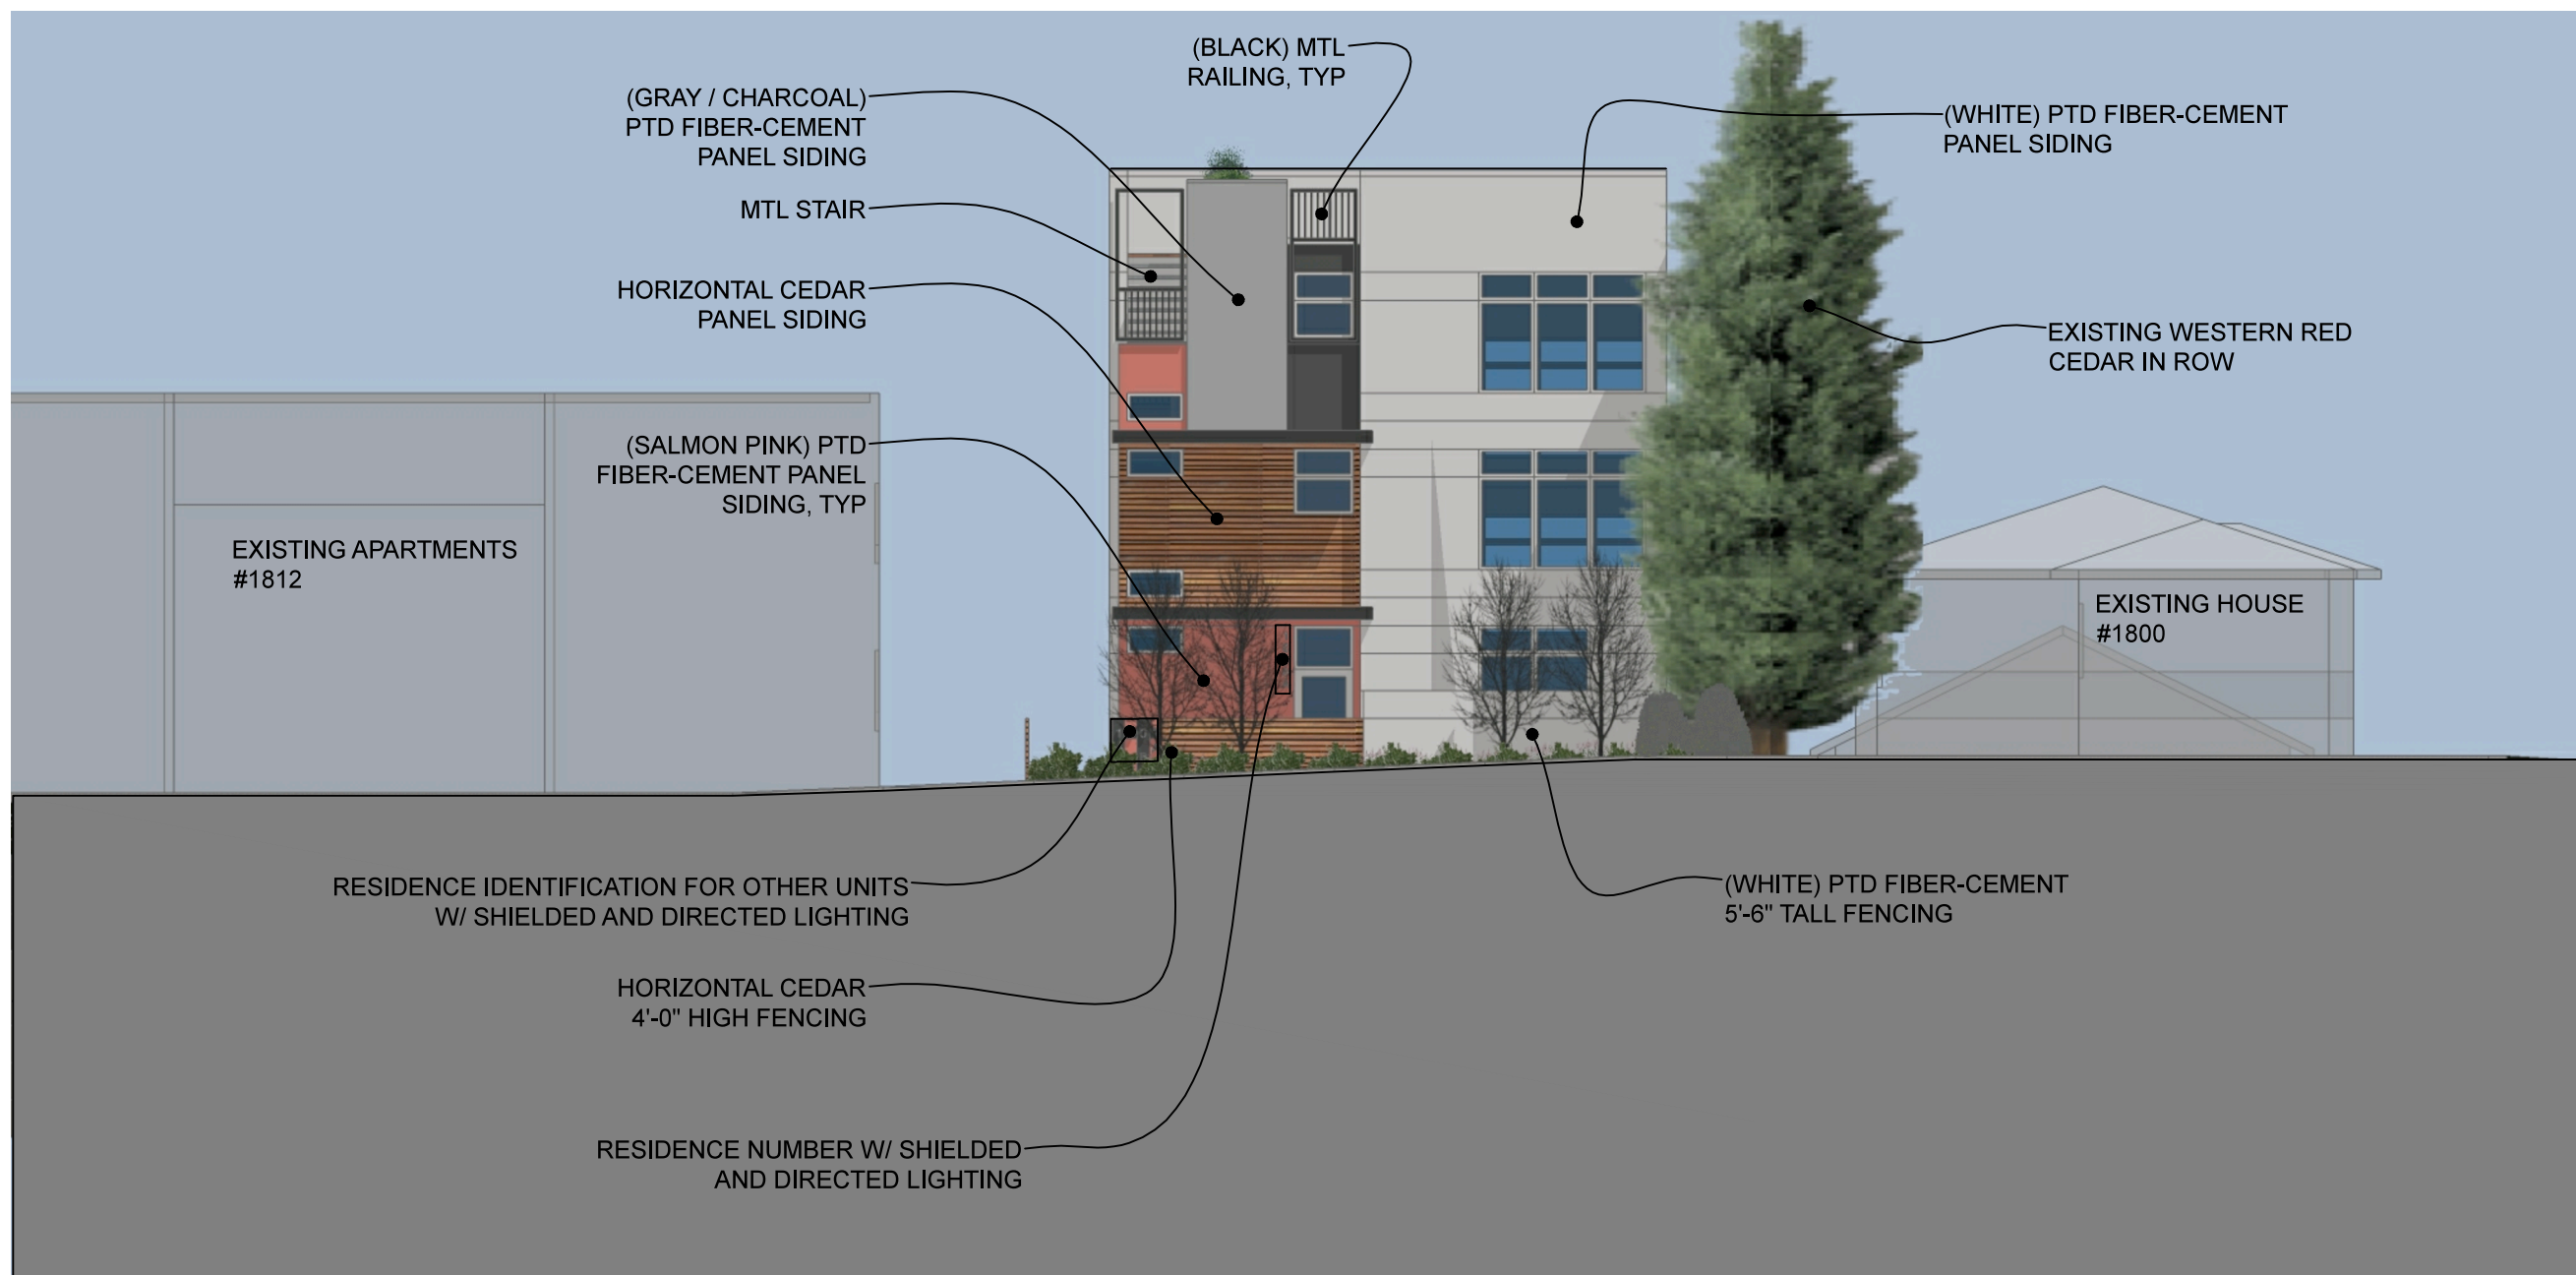 (BLACK) MTL
RAILING, TYP
(GRAY / CHARCOAL)
PTD FIBER-CEMENT
PANEL SIDING
(WHITE) PTD FIBER-CEMENT
PANEL SIDING
MTL STAIR
HORIZONTAL CEDAR
PANEL SIDING
EXISTING WESTERN RED
CEDAR IN ROW
(SALMON PINK) PTD
FIBER-CEMENT PANEL
SIDING, TYP
EXISTING APARTMENTS
#1812
EXISTING HOUSE
#1800
RESIDENCE IDENTIFICATION FOR OTHER UNITS
W/ SHIELDED AND DIRECTED LIGHTING
(WHITE) PTD FIBER-CEMENT
5'-6" TALL FENCING
HORIZONTAL CEDAR
4'-0" HIGH FENCING
RESIDENCE NUMBER W/ SHIELDED
AND DIRECTED LIGHTING